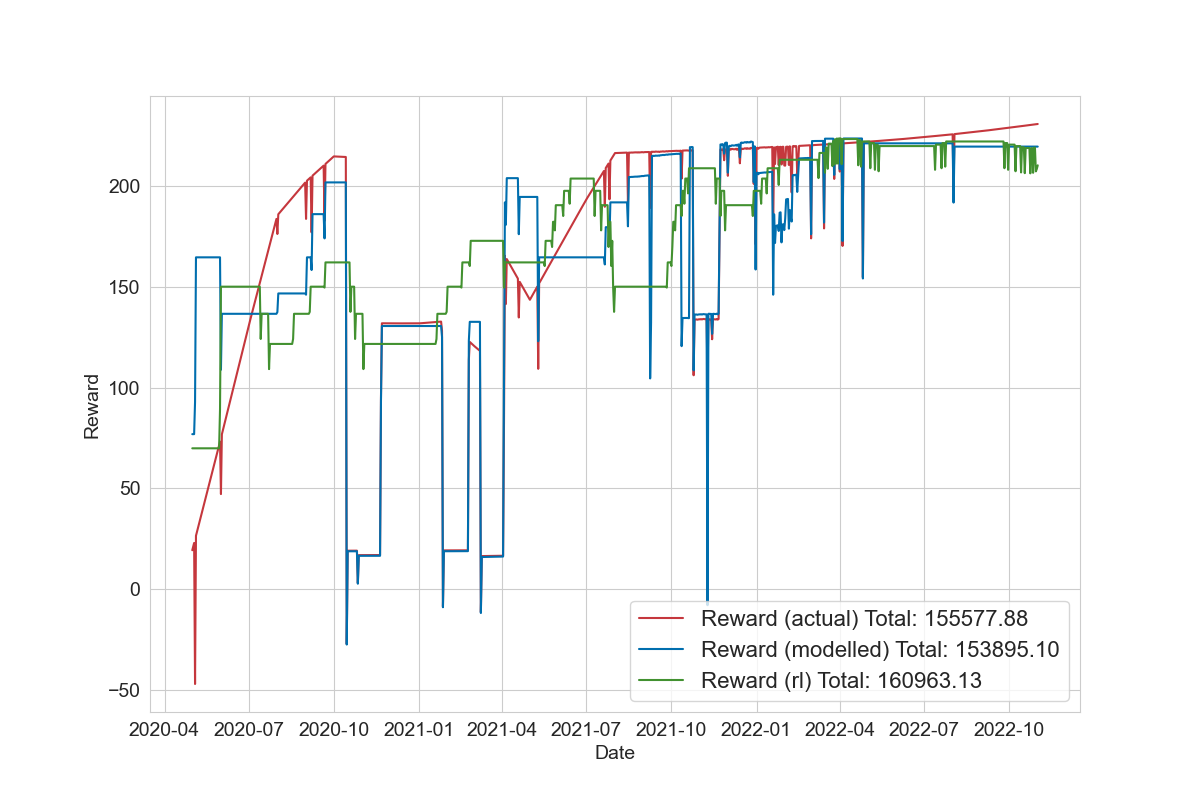 200
150
100
50
0
−50
Reward
2020-04 2020-07 2020-10 2021-01 2021-04 2021-07 2021-10 2022-01 2022-04 2022-07 2022-10
Date
Reward (actual) Total: 155577.88
Reward (modelled) Total: 153895.10
Reward (rl) Total: 160963.13